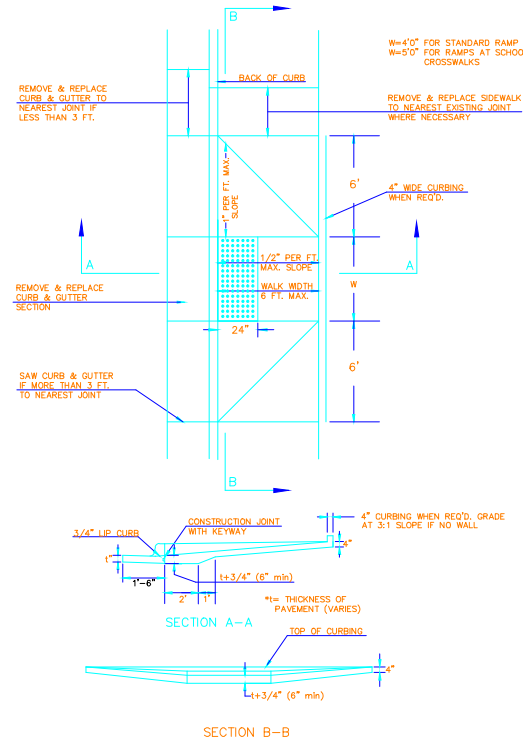 B
W=4'0" FOR STANDARD RAMP
W=5'0" FOR RAMPS AT SCHOO
CROSSWALKS
BACK OF CURB
REMOVE & REPLACE
CURB & GUTTER TO
NEAREST JOINT IF
LESS THAN 3 FT.
REMOVE & REPLACE SIDEWALK
TO NEAREST EXISTING JOINT
WHERE NECESSARY
1" PER FT. MAX.
SLOPE
6'
4" WIDE CURBING
WHEN REQ'D.
A
1/2" PER FT.
MAX. SLOPE
A
REMOVE & REPLACE
CURB & GUTTER
SECTION
WALK WIDTH
6 FT. MAX.
W
24"
SAW CURB & GUTTER
IF MORE THAN 3 FT.
TO NEAREST JOINT
6'
B
3/4" LIP CURB
CONSTRUCTION JOINT
WITH KEYWAY
4" CURBING WHEN REQ'D. GRADE
AT 3:1 SLOPE IF NO WALL
4"
t"
1'-6"
2'
1'
t+3/4" (6" min)
*t= THICKNESS OF
PAVEMENT (VARIES)
SECTION A-A
TOP OF CURBING
4"
t+3/4" (6" min)
SECTION B-B